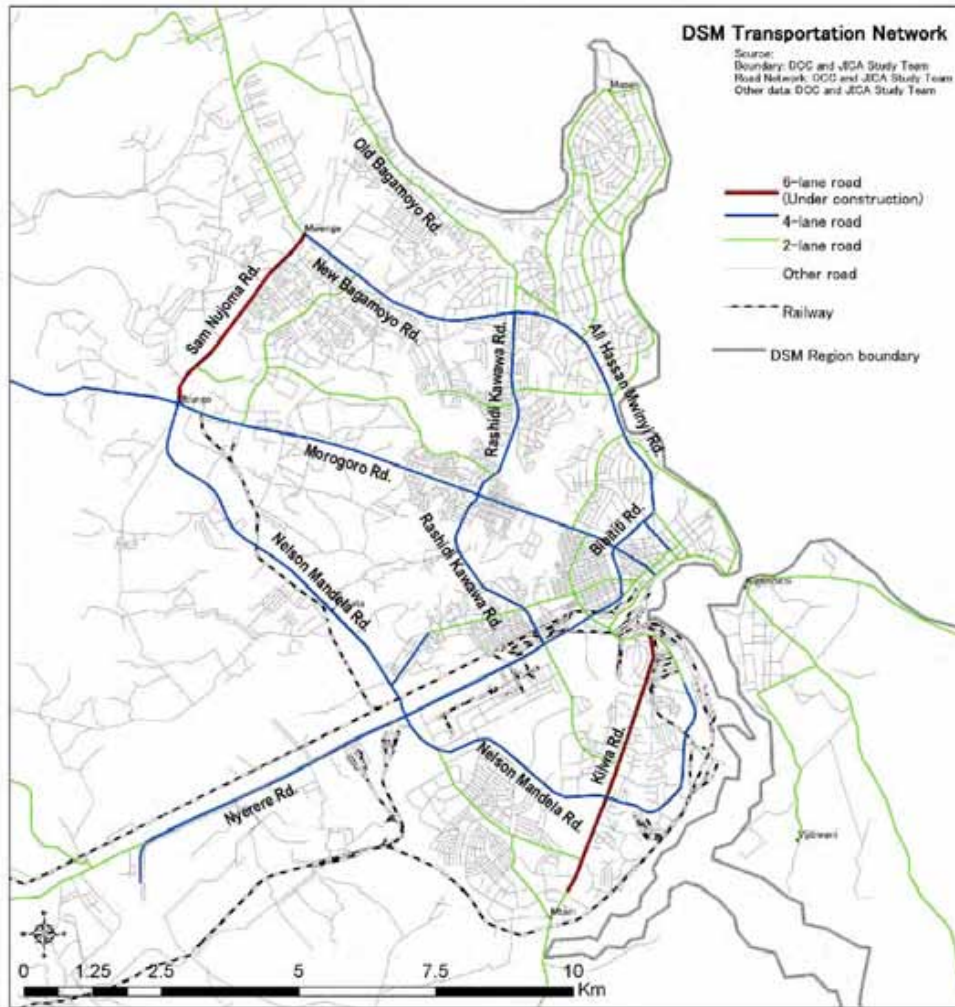 DSM Transportation Network
Source:
Boundary: DCC and JICA Study Team
Road Network: DCC and JICA Study Team
Other data: DCC and JICA Study Team
6-lane road
(Under construction)
4-lane road
2-lane road
Other road
Railway
DSM Region boundary
Masani
Old Bagamoyo Rd.
Mwenge
New Bagamoyo Rd.
Sam Nujoma Rd.
Rashidi Kawawa Rd.
Ali Hassan Mwinyi Rd.
Ubungo
Morogoro Rd.
Bibititi Rd.
Rashidi Kawawa Rd.
Nelson Mandela Rd.
Kilwa Rd.
Nelson Mandela Rd.
Nyerere Rd.
Vijibweni
0 1.25 2.5 5 7.5 10
Km